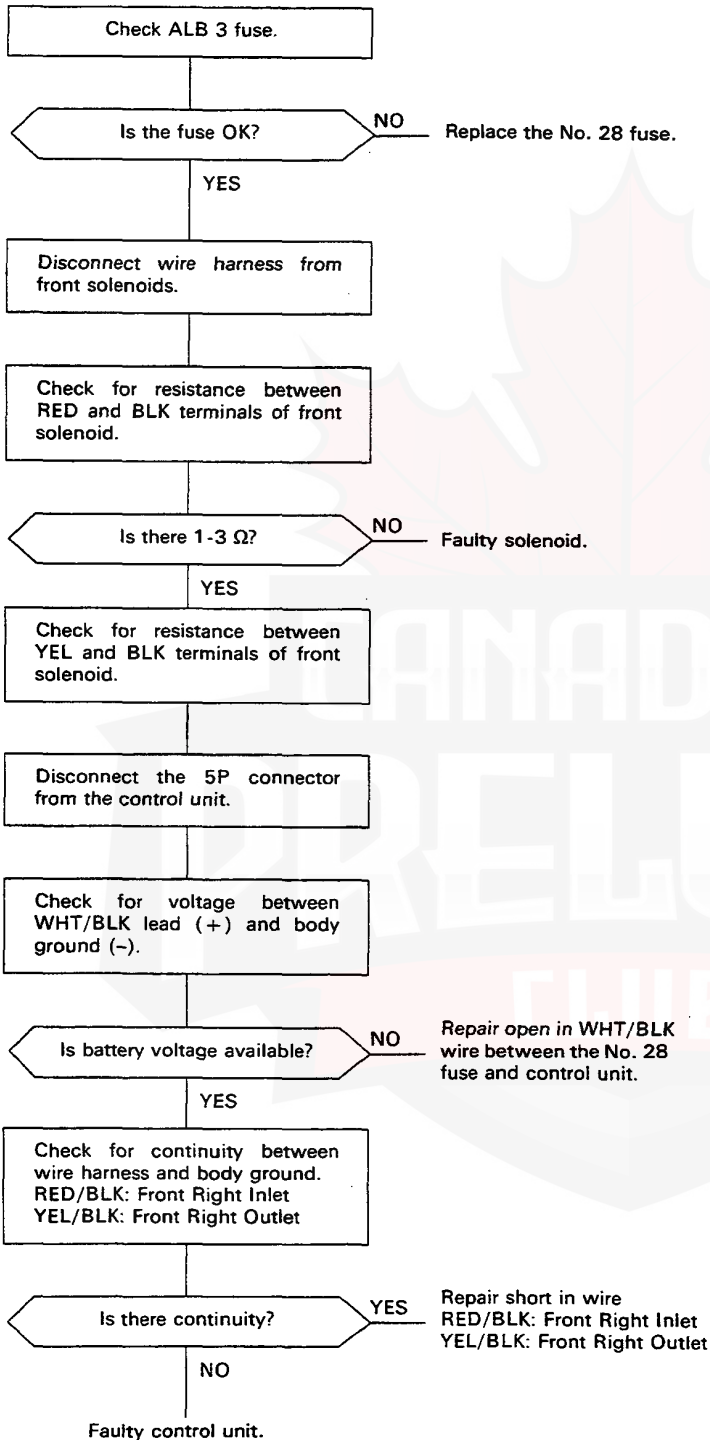 Check ALB 3 fuse.
Is the fuse OK?
NO
Replace the No. 28 fuse.
YES
Disconnect wire harness from
front solenoids.
Check for resistance between
RED and BLK terminals of front
solenoid.
Is there 1-3 Ω?
NO
Faulty solenoid.
YES
Check for resistance between
YEL and BLK terminals of front
solenoid.
Disconnect the 5P connector
from the control unit.
Check for voltage between
WHT/BLK lead (+) and body
ground (–).
Is battery voltage available?
NO
Repair open in WHT/BLK
wire between the No. 28
fuse and control unit.
YES
Check for continuity between
wire harness and body ground.
RED/BLK: Front Right Inlet
YEL/BLK: Front Right Outlet
Is there continuity?
YES
Repair short in wire
RED/BLK: Front Right Inlet
YEL/BLK: Front Right Outlet
NO
Faulty control unit.
CANAD
PRELU
CLUB